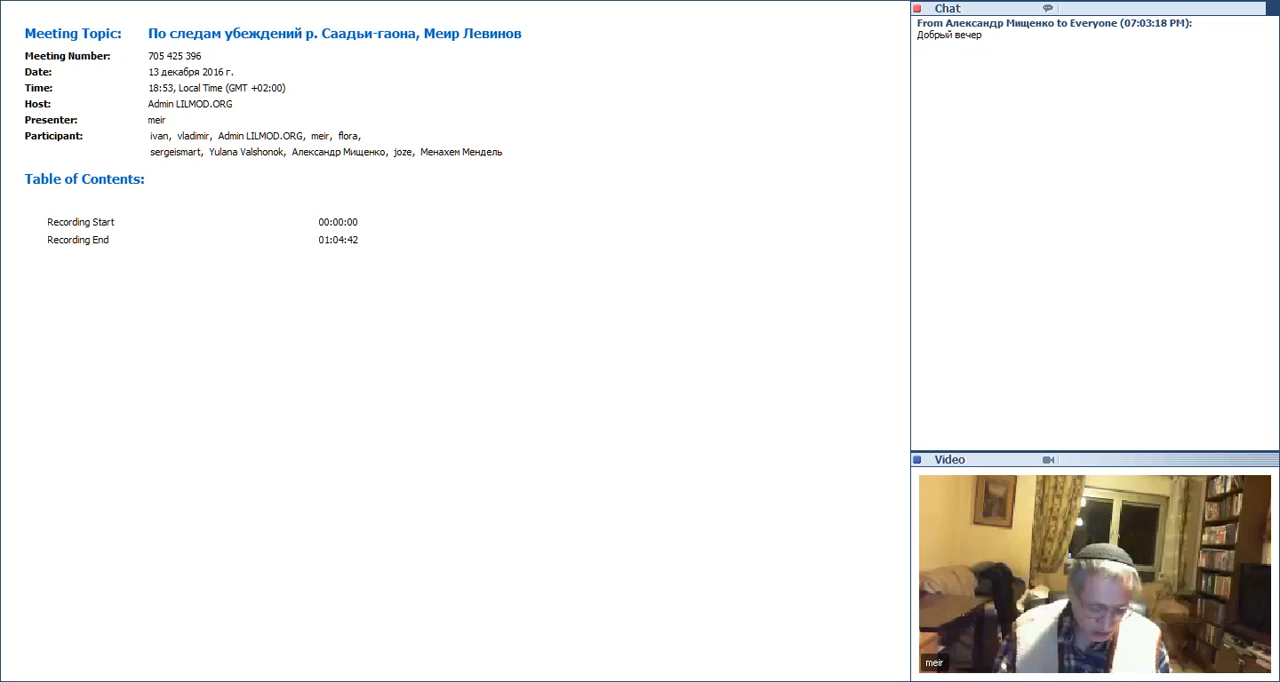 Meeting Topic: По следам убеждений р. Саадьи-гаона, Меир Левинов
Meeting Number: 705 425 396
Date: 13 декабря 2016 г.
Time: 18:53, Local Time (GMT +02:00)
Host: Admin LILMOD.ORG
Presenter: meir
Participant: ivan, vladimir, Admin LILMOD.ORG, meir, flora,
sergeismart, Yulana Valshonok, Александр Мищенко, joze, Менахем Мендель
Table of Contents:
Recording Start 00:00:00
Recording End 01:04:42
Chat
From Александр Мищенко to Everyone (07:03:18 PM):
Добрый вечер
Video
meir